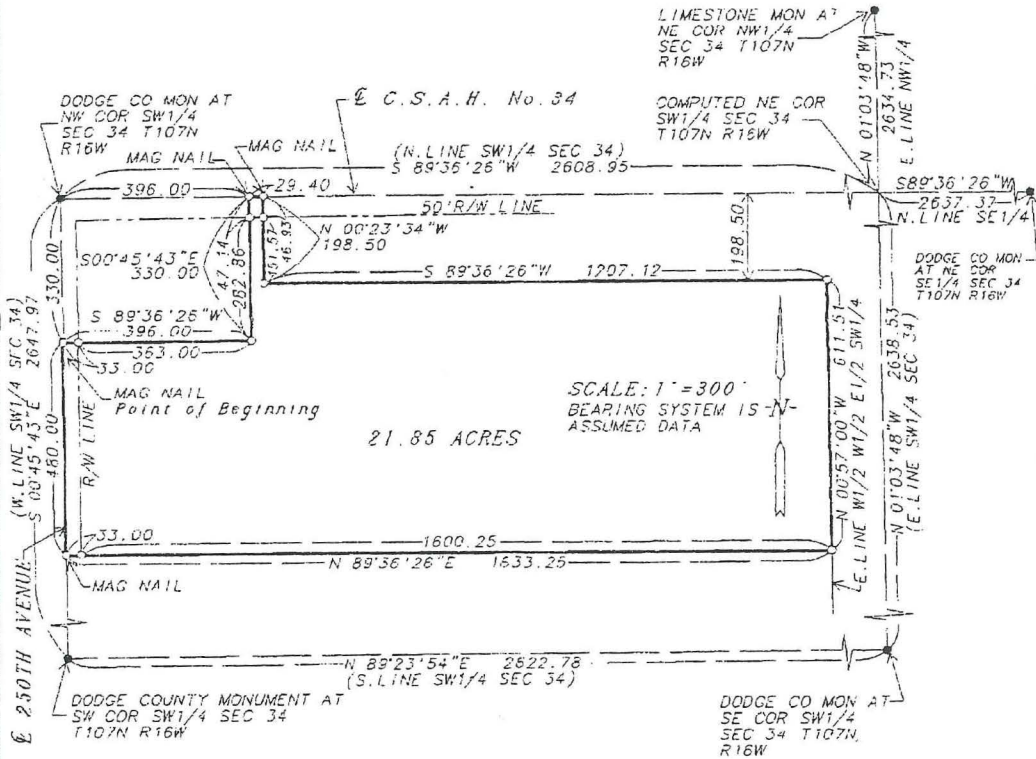 LIMESTONE MON AT
NE COR NW1/4
SEC 34 T107N
R16W
N 01°03'48"W
2634.73
E.LINE NW1/4
DODGE CO MON AT
NW COR SW1/4
SEC 34 T107N
R16W
℄ C.S.A.H. No.34
COMPUTED NE COR
SW1/4 SEC 34
T107N R16W
MAG NAIL
MAG NAIL
(N.LINE SW1/4 SEC 34)
S 89°36'26"W 2608.95
396.00
29.40
S89°36'26"W
2637.37
N.LINE SE1/4
50'R/W LINE
N 00°23'34"W
198.50
198.50
330.00
S00°45'43"E
330.00
47.14
282.86
151.57
46.93
S 89°36'26"W 1207.12
DODGE CO MON
AT NE COR
SE1/4 SEC 34
T107N R16W
S 89°36'26"W
396.00
363.00
33.00
MAG NAIL
Point of Beginning
(W.LINE SW1/4 SEC 34)
S 00°45'43"E 2647.97
480.00
R/W LINE
SCALE: 1"=300'
BEARING SYSTEM IS
ASSUMED DATA
-N-
21.85 ACRES
N 00°57'00"W 611.51
E.LINE W1/2 W1/2 E1/2 SW1/4
2638.53
N 01°03'48"W
(E.LINE SW1/4 SEC 34)
33.00
1600.25
N 89°36'26"E 1633.25
MAG NAIL
℄ 250TH AVENUE
N 89°23'54"E 2622.78
(S.LINE SW1/4 SEC 34)
DODGE COUNTY MONUMENT AT
SW COR SW1/4 SEC 34
T107N R16W
DODGE CO MON AT
SE COR SW1/4
SEC 34 T107N,
R16W